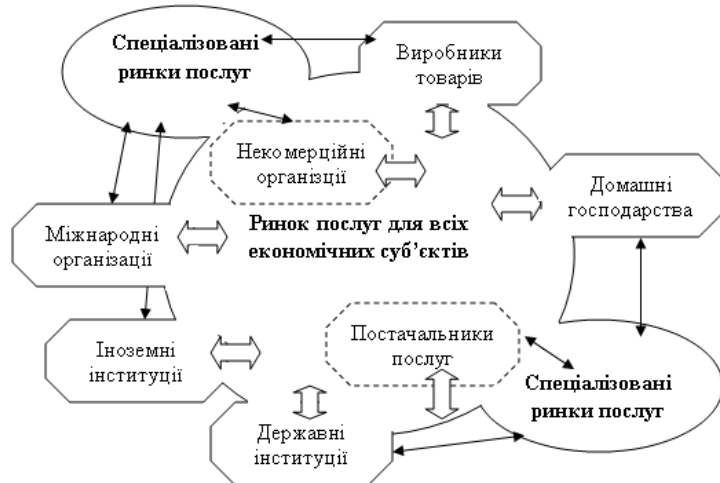 Спеціалізовані
ринки послуг
Виробники
товарів
Некомерційні
організції
Домашні
господарства
Міжнародні
організації
Ринок послуг для всіх
економічних суб’єктів
Іноземні
інституції
Постачальники
послуг
Спеціалізовані
ринки послуг
Державні
інституції